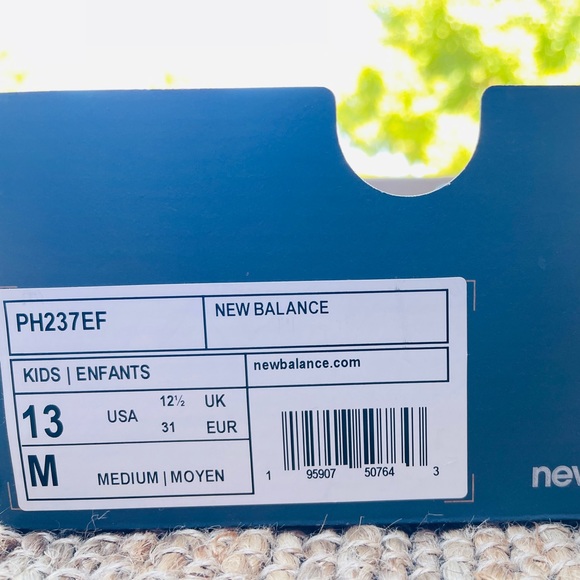 PH237EF
NEW BALANCE
KIDS | ENFANTS
newbalance.com
13 USA 12½ UK
31 EUR
M MEDIUM | MOYEN
1 95907 50764 3
new